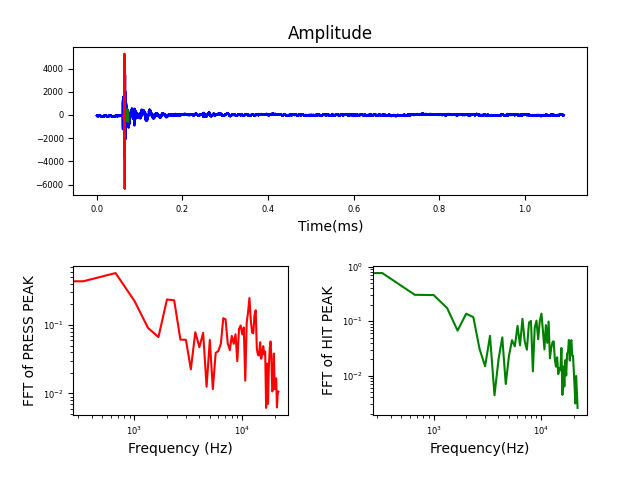 Amplitude
4000
2000
0
−2000
−4000
−6000
0.0 0.2 0.4 0.6 0.8 1.0
Time(ms)
FFT of PRESS PEAK
10⁻¹
10⁻²
10³ 10⁴
Frequency (Hz)
FFT of HIT PEAK
10⁰
10⁻¹
10⁻²
10³ 10⁴
Frequency(Hz)